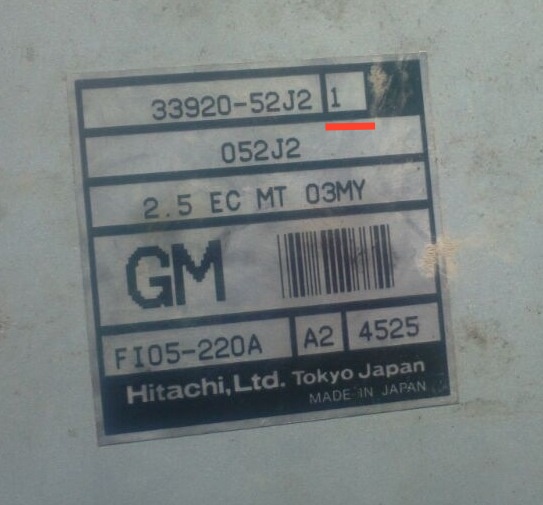 33920-52J2 1
052J2
2.5 EC MT 03MY
GM
FI05-220A A2 4525
Hitachi,Ltd. Tokyo Japan
MADE IN JAPAN